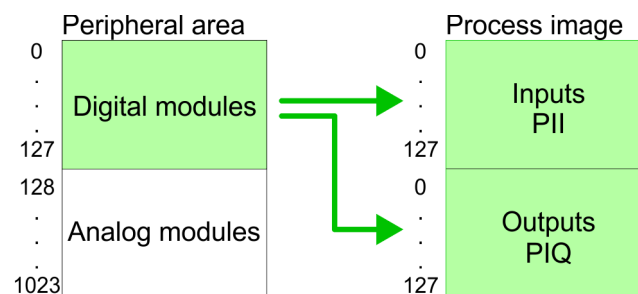 Peripheral area
0
.
.
.
127
Digital modules
128
.
.
.
1023
Analog modules
Process image
0
.
.
.
127
Inputs
PII
0
.
.
.
127
Outputs
PIQ